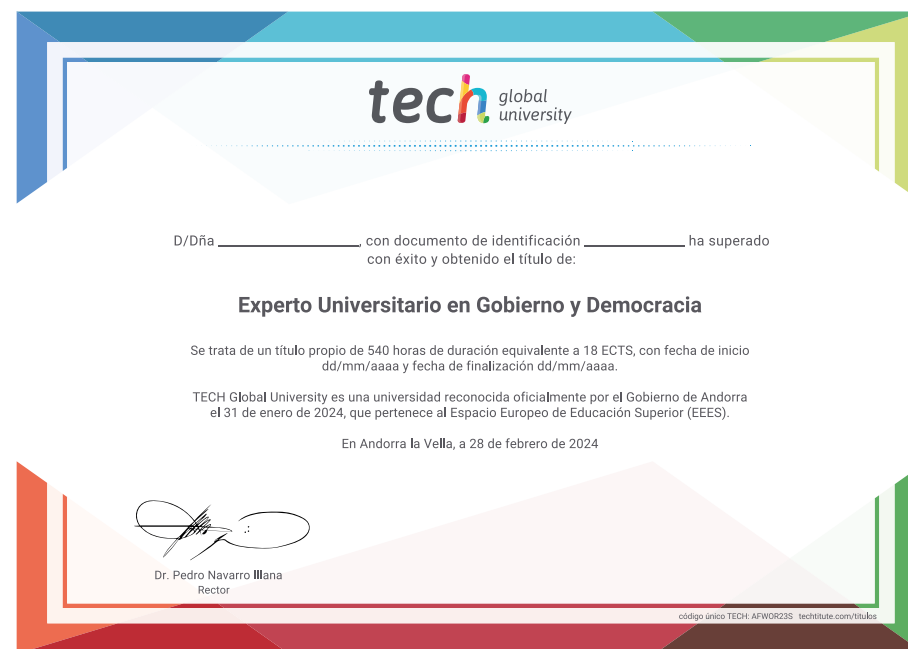 tech global university
D/Dña ____________, con documento de identificación ____________ ha superado
con éxito y obtenido el título de:
Experto Universitario en Gobierno y Democracia
Se trata de un título propio de 540 horas de duración equivalente a 18 ECTS, con fecha de inicio
dd/mm/aaaa y fecha de finalización dd/mm/aaaa.
TECH Global University es una universidad reconocida oficialmente por el Gobierno de Andorra
el 31 de enero de 2024, que pertenece al Espacio Europeo de Educación Superior (EEES).
En Andorra la Vella, a 28 de febrero de 2024
Dr. Pedro Navarro Illana
Rector
código único TECH: AFWOR23S techtitute.com/titulos